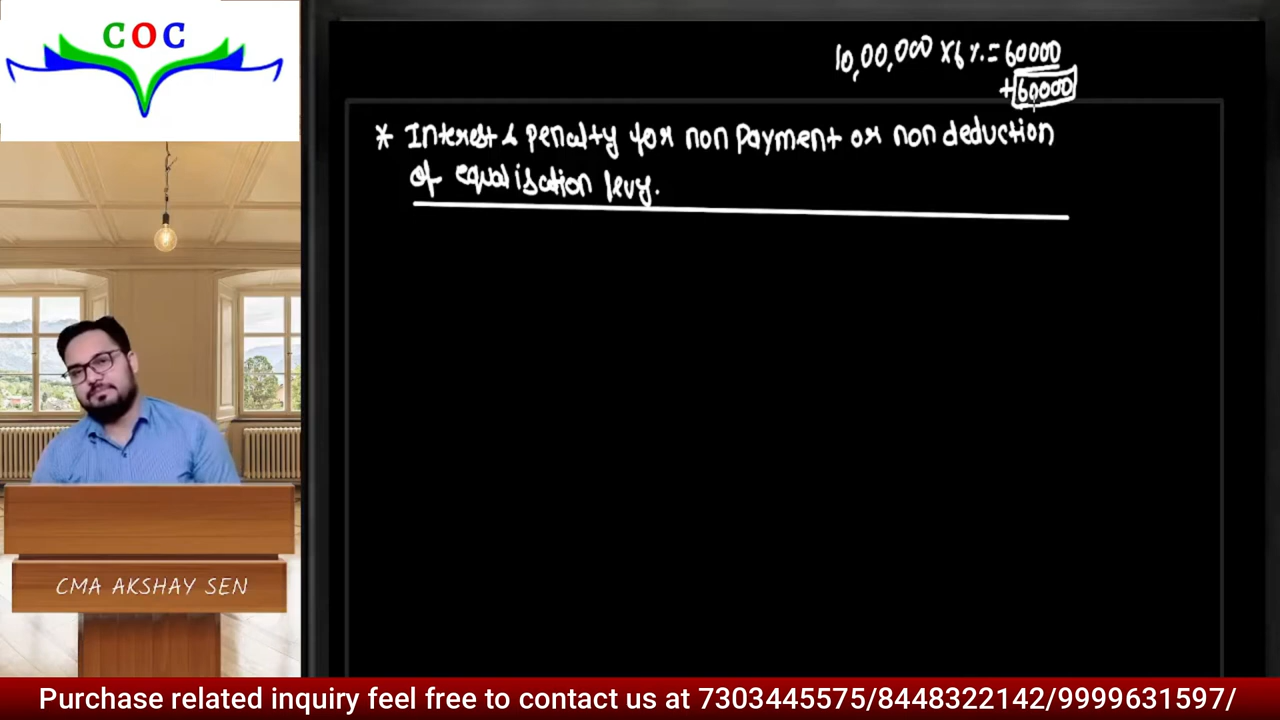 COC
10,00,000 x 6 %. = 60000
+ 60000
* Interest & penalty for non payment or non deduction
of equalisation levy.
CMA AKSHAY SEN
Purchase related inquiry feel free to contact us at 7303445575/8448322142/9999631597/